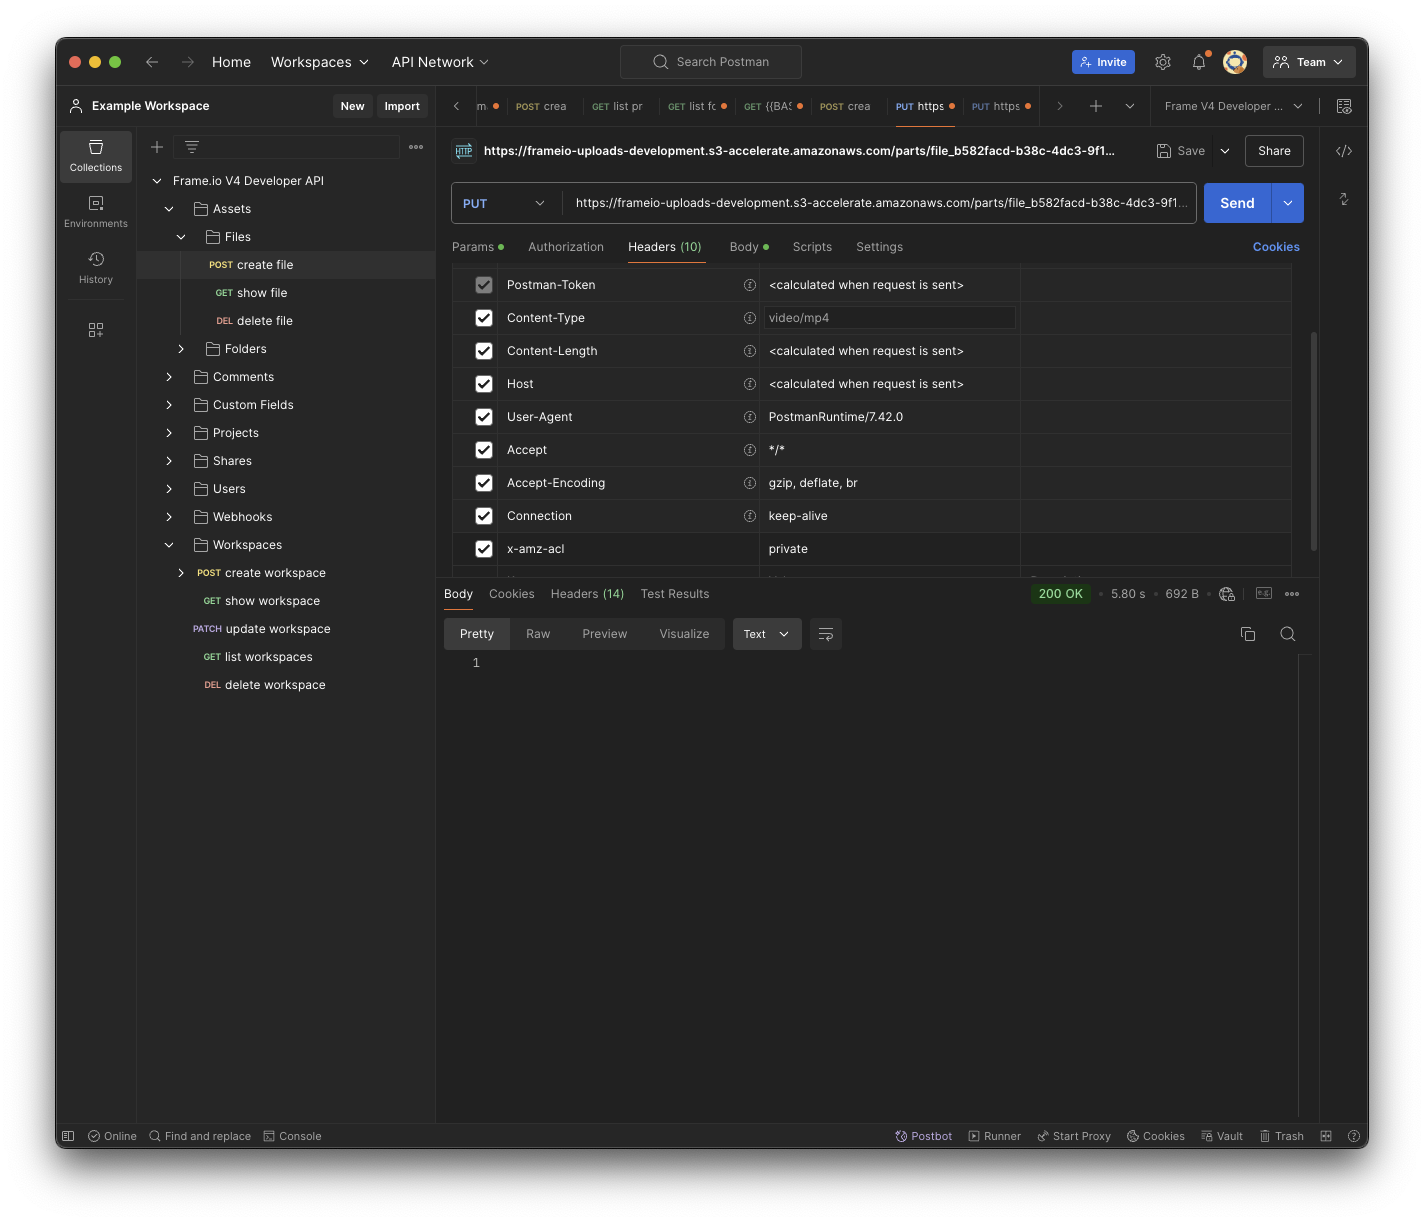 Home
Workspaces
API Network
Search Postman
Invite
Team
Example Workspace
New
Import
POST crea
GET list pr
GET list fc
GET {{BAS
POST crea
PUT https
PUT https
Frame V4 Developer ...
Collections
Environments
History
Frame.io V4 Developer API
Assets
Files
POST create file
GET show file
DEL delete file
Folders
Comments
Custom Fields
Projects
Shares
Users
Webhooks
Workspaces
POST create workspace
GET show workspace
PATCH update workspace
GET list workspaces
DEL delete workspace
HTTP
https://frameio-uploads-development.s3-accelerate.amazonaws.com/parts/file_b582facd-b38c-4dc3-9f1...
Save
Share
PUT
https://frameio-uploads-development.s3-accelerate.amazonaws.com/parts/file_b582facd-b38c-4dc3-9f1...
Send
Params
Authorization
Headers (10)
Body
Scripts
Settings
Cookies
Postman-Token <calculated when request is sent>
Content-Type video/mp4
Content-Length <calculated when request is sent>
Host <calculated when request is sent>
User-Agent PostmanRuntime/7.42.0
Accept */*
Accept-Encoding gzip, deflate, br
Connection keep-alive
x-amz-acl private
Body
Cookies
Headers (14)
Test Results
200 OK
5.80 s
692 B
e.g.
Pretty
Raw
Preview
Visualize
Text
1
Online
Find and replace
Console
Postbot
Runner
Start Proxy
Cookies
Vault
Trash